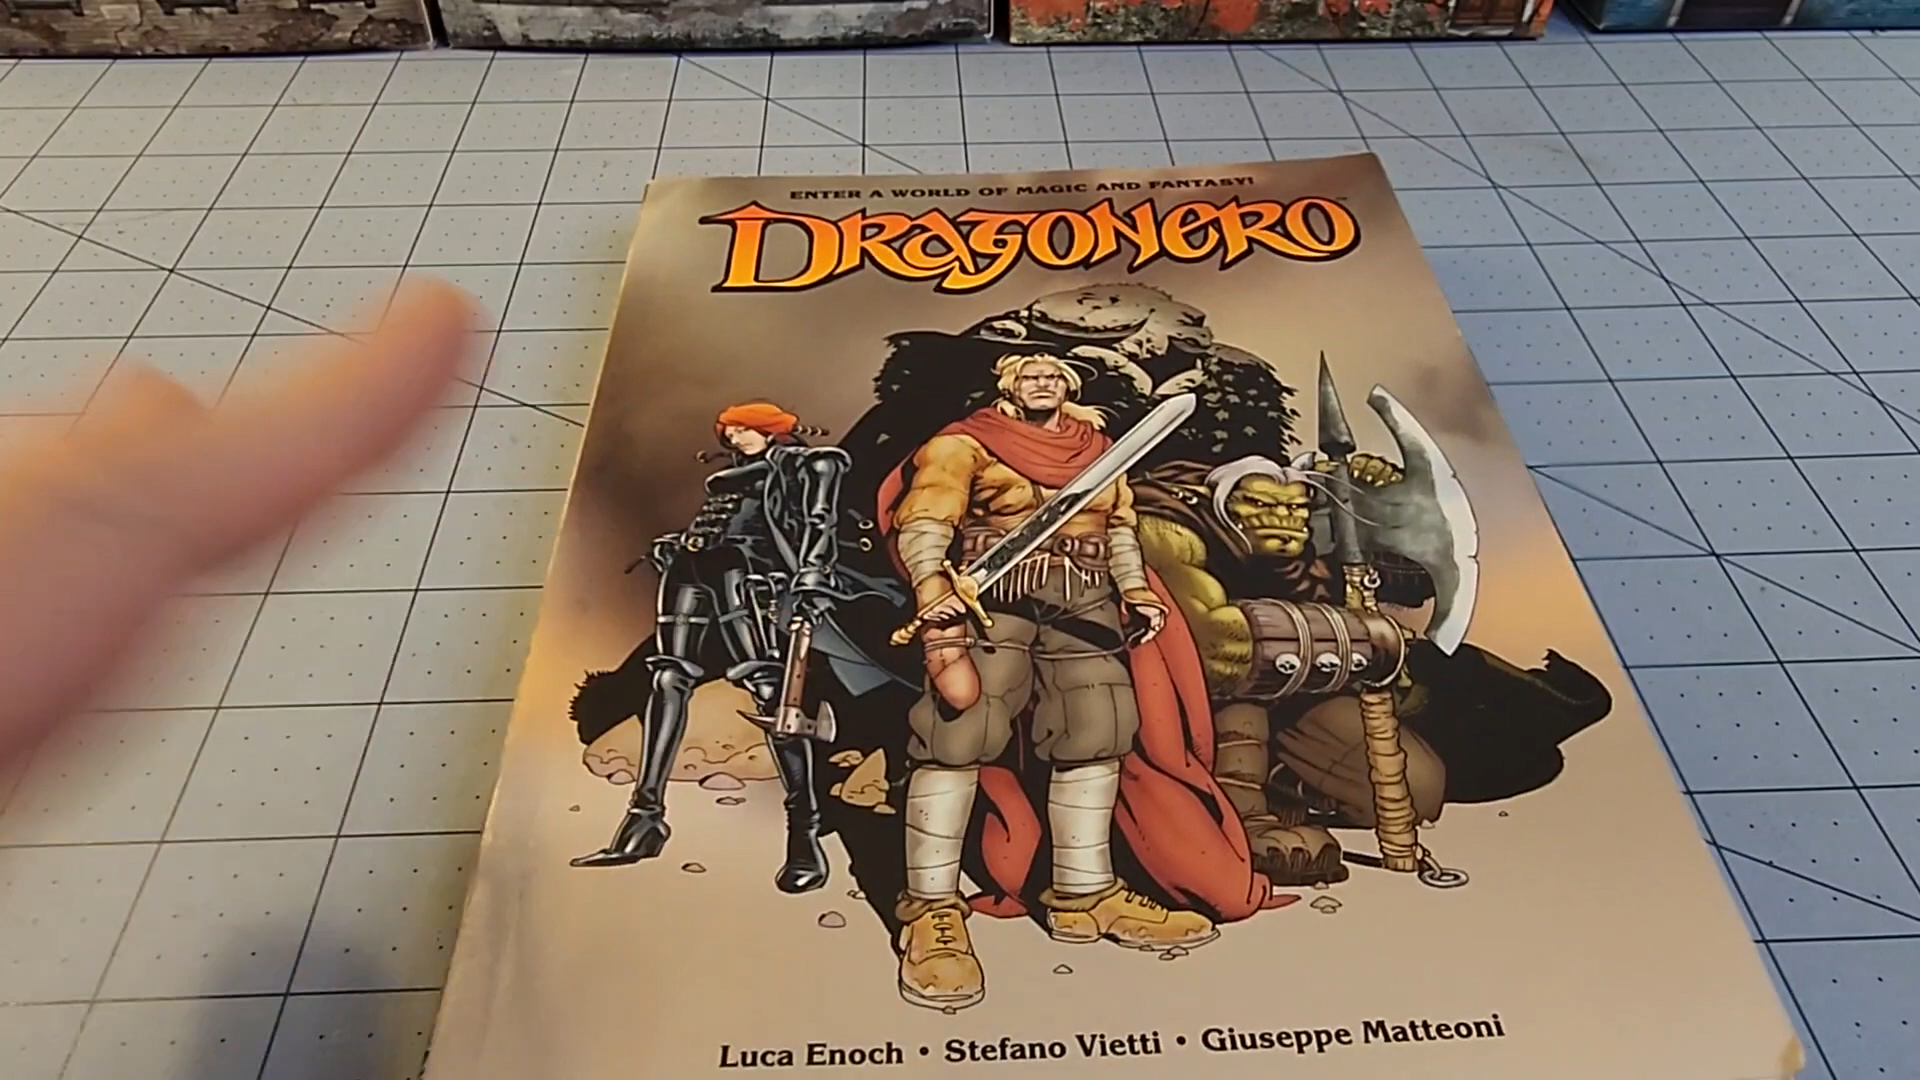 ENTER A WORLD OF MAGIC AND FANTASY!
DRAGONERO
Luca Enoch • Stefano Vietti • Giuseppe Matteoni